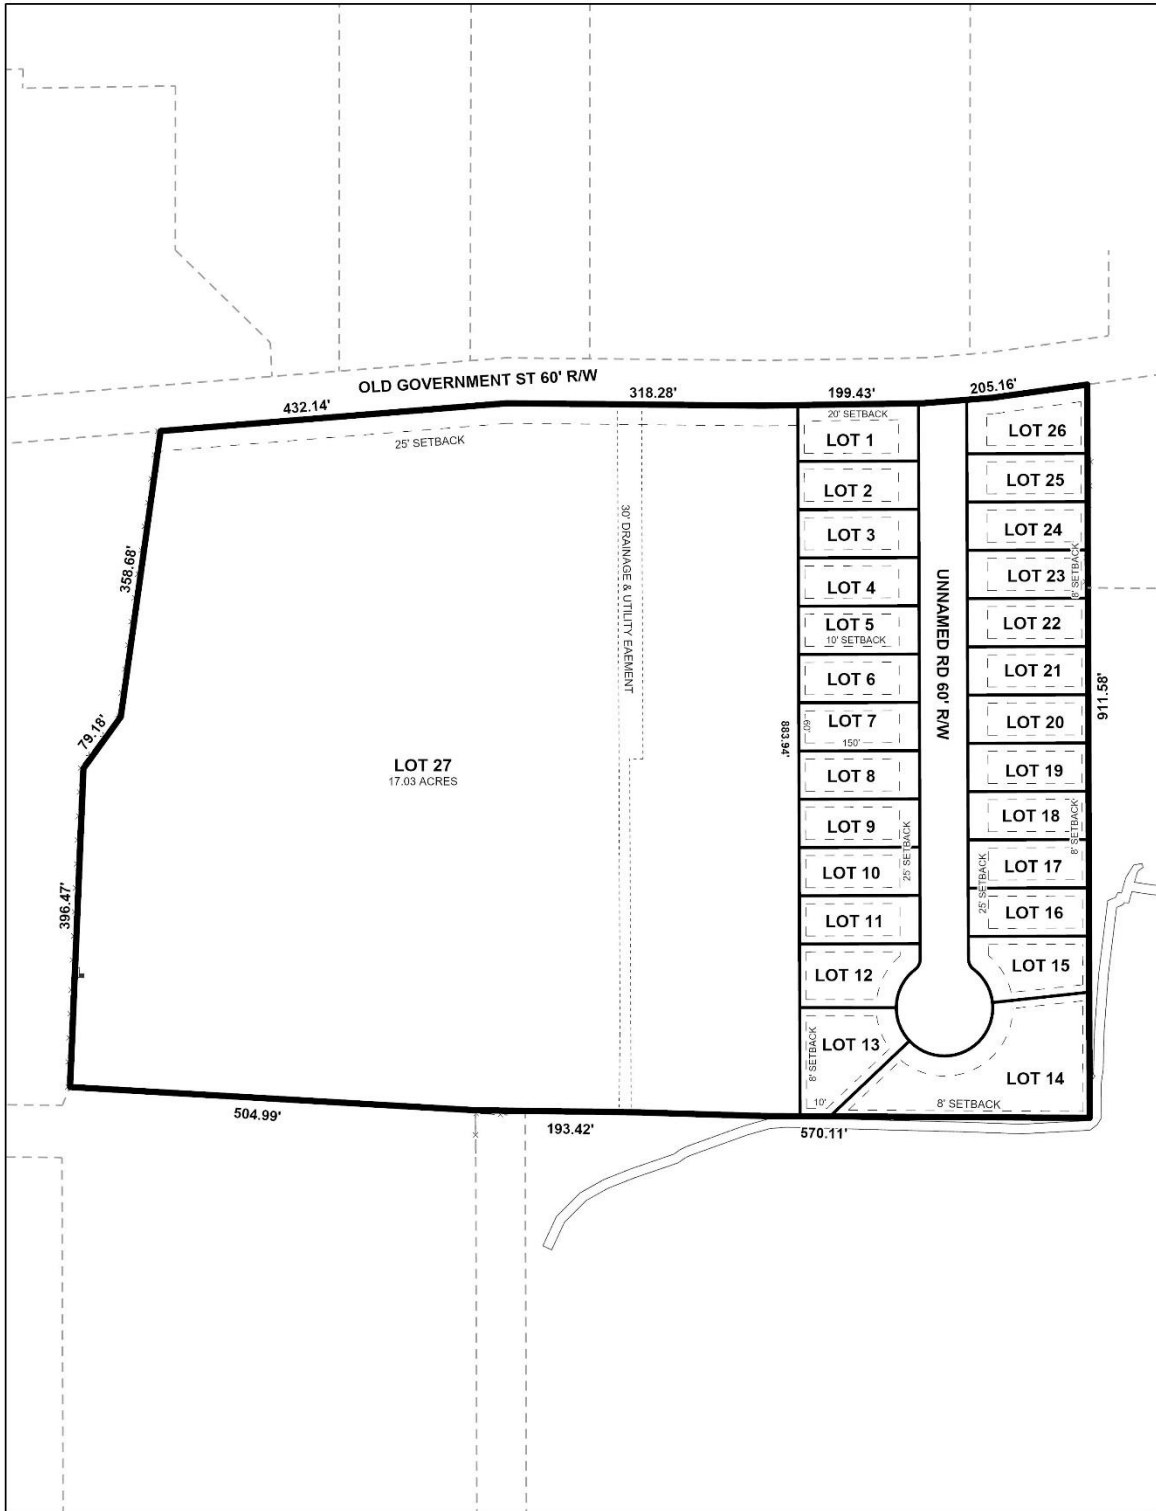 OLD GOVERNMENT ST 60' R/W
432.14'
318.28'
199.43'
205.16'
25' SETBACK
20' SETBACK
LOT 1
LOT 2
LOT 3
LOT 4
LOT 5
10' SETBACK
LOT 6
LOT 7
60'
150'
LOT 8
LOT 9
25' SETBACK
LOT 10
LOT 11
LOT 12
LOT 13
8' SETBACK
10'
UNNAMED RD 60' R/W
LOT 26
LOT 25
LOT 24
8' SETBACK
LOT 23
LOT 22
LOT 21
LOT 20
LOT 19
LOT 18
8' SETBACK
LOT 17
25' SETBACK
LOT 16
LOT 15
LOT 14
8' SETBACK
911.58'
883.94'
30' DRAINAGE & UTILITY EAEMENT
358.68'
79.18'
LOT 27
17.03 ACRES
396.47'
504.99'
193.42'
570.11'